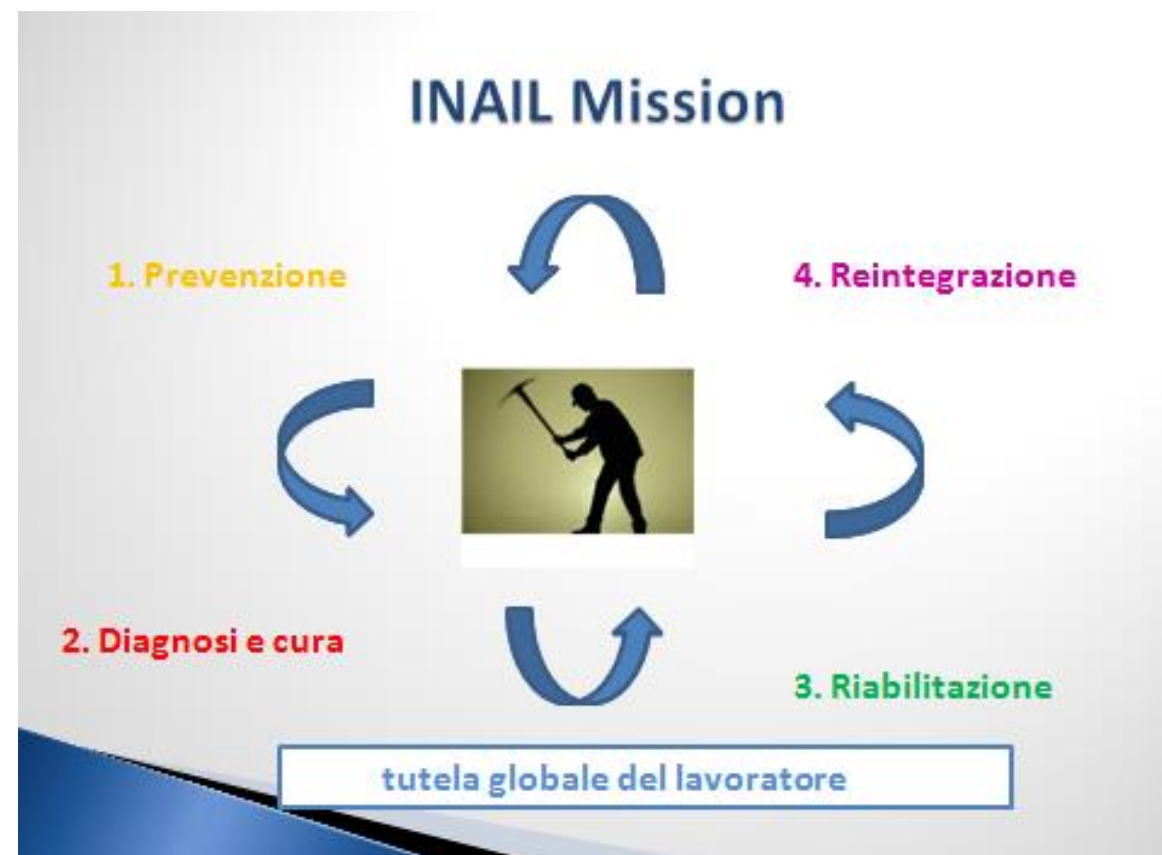 INAIL Mission
1. Prevenzione
4. Reintegrazione
2. Diagnosi e cura
3. Riabilitazione
tutela globale del lavoratore